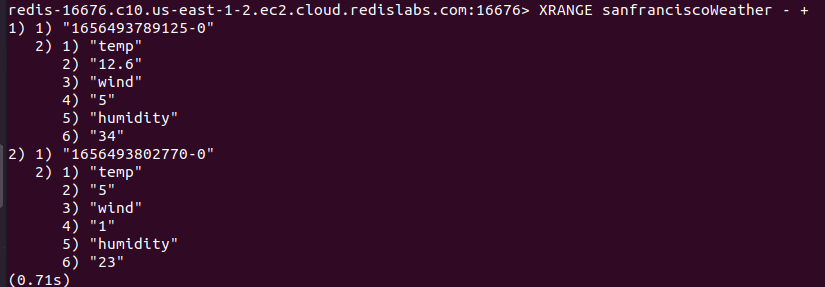 redis-16676.c10.us-east-1-2.ec2.cloud.redislabs.com:16676> XRANGE sanfranciscoWeather - +
1) 1) "1656493789125-0"
   2) 1) "temp"
      2) "12.6"
      3) "wind"
      4) "5"
      5) "humidity"
      6) "34"
2) 1) "1656493802770-0"
   2) 1) "temp"
      2) "5"
      3) "wind"
      4) "1"
      5) "humidity"
      6) "23"
(0.71s)